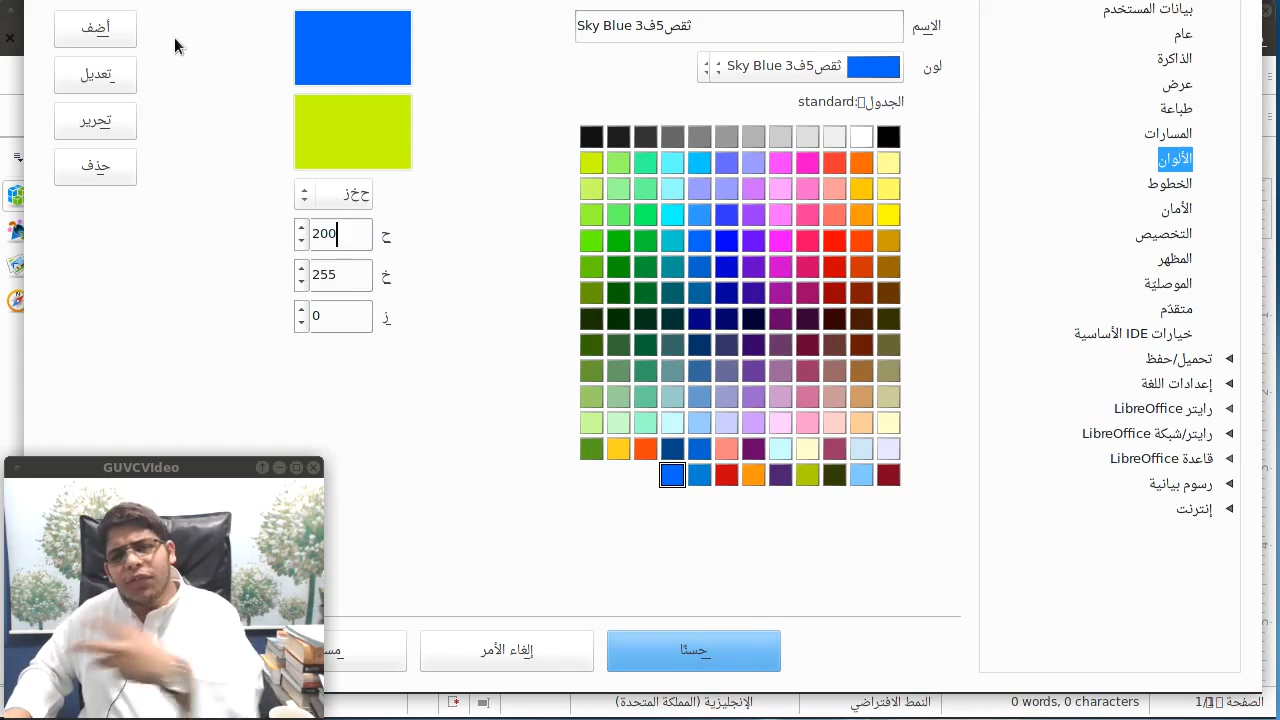 بيانات المستخدم
عام
الذاكرة
عرض
طباعة
المسارات
الألوان
الخطوط
الأمان
التخصيص
المظهر
الموصليّة
متقدّم
خيارات IDE الأساسية
تحميل/حفظ
إعدادات اللغة
رايتر LibreOffice
رايتر/شبكة LibreOffice
قاعدة LibreOffice
رسوم بيانية
إنترنت
الاسم
Sky Blue 3ثقص5ف
لون
Sky Blue 3ثقص5ف
الجدول: standard
أضف
تعديل
تحرير
حذف
حخز
ح
200
خ
255
ز
0
حسنًا
إلغاء الأمر
GUVCVIdeo
الصفحة 1/1
0 words, 0 characters
النمط الافتراضي
الإنجليزية (المملكة المتحدة)